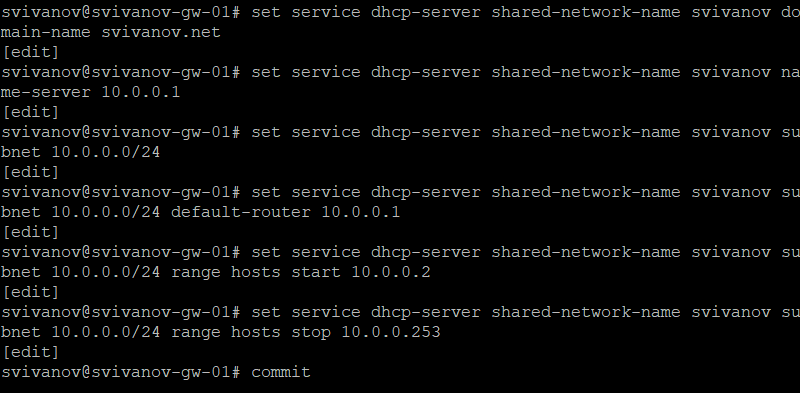 svivanov@svivanov-gw-01# set service dhcp-server shared-network-name svivanov do
main-name svivanov.net
[edit]
svivanov@svivanov-gw-01# set service dhcp-server shared-network-name svivanov na
me-server 10.0.0.1
[edit]
svivanov@svivanov-gw-01# set service dhcp-server shared-network-name svivanov su
bnet 10.0.0.0/24
[edit]
svivanov@svivanov-gw-01# set service dhcp-server shared-network-name svivanov su
bnet 10.0.0.0/24 default-router 10.0.0.1
[edit]
svivanov@svivanov-gw-01# set service dhcp-server shared-network-name svivanov su
bnet 10.0.0.0/24 range hosts start 10.0.0.2
[edit]
svivanov@svivanov-gw-01# set service dhcp-server shared-network-name svivanov su
bnet 10.0.0.0/24 range hosts stop 10.0.0.253
[edit]
svivanov@svivanov-gw-01# commit